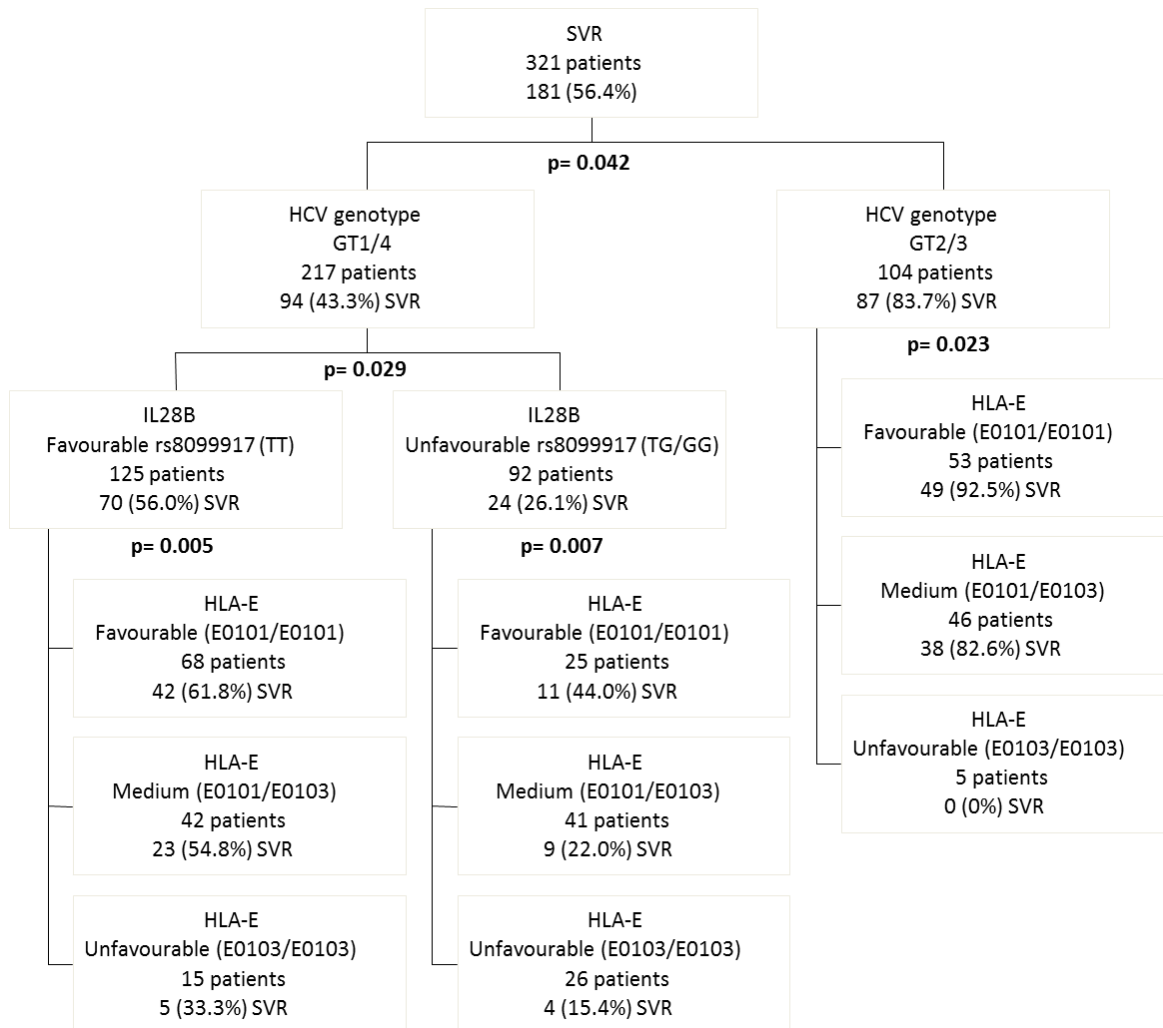 SVR
321 patients
181 (56.4%)
p= 0.042
HCV genotype
GT1/4
217 patients
94 (43.3%) SVR
HCV genotype
GT2/3
104 patients
87 (83.7%) SVR
p= 0.029
p= 0.023
IL28B
Favourable rs8099917 (TT)
125 patients
70 (56.0%) SVR
IL28B
Unfavourable rs8099917 (TG/GG)
92 patients
24 (26.1%) SVR
HLA-E
Favourable (E0101/E0101)
53 patients
49 (92.5%) SVR
p= 0.005
p= 0.007
HLA-E
Medium (E0101/E0103)
46 patients
38 (82.6%) SVR
HLA-E
Favourable (E0101/E0101)
68 patients
42 (61.8%) SVR
HLA-E
Favourable (E0101/E0101)
25 patients
11 (44.0%) SVR
HLA-E
Unfavourable (E0103/E0103)
5 patients
0 (0%) SVR
HLA-E
Medium (E0101/E0103)
42 patients
23 (54.8%) SVR
HLA-E
Medium (E0101/E0103)
41 patients
9 (22.0%) SVR
HLA-E
Unfavourable (E0103/E0103)
15 patients
5 (33.3%) SVR
HLA-E
Unfavourable (E0103/E0103)
26 patients
4 (15.4%) SVR